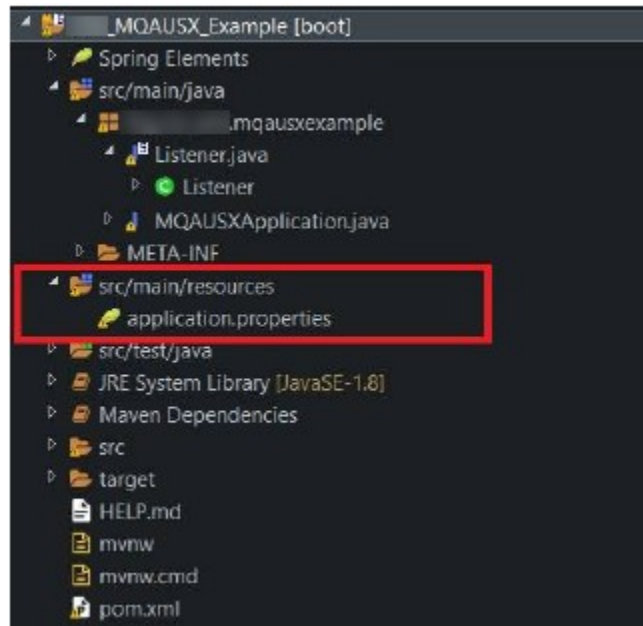 _MQAUSX_Example [boot]
Spring Elements
src/main/java
.mqausxexample
Listener.java
Listener
MQAUSXApplication.java
META-INF
src/main/resources
application.properties
src/test/java
JRE System Library [JavaSE-1.8]
Maven Dependencies
src
target
HELP.md
mvnw
mvnw.cmd
pom.xml